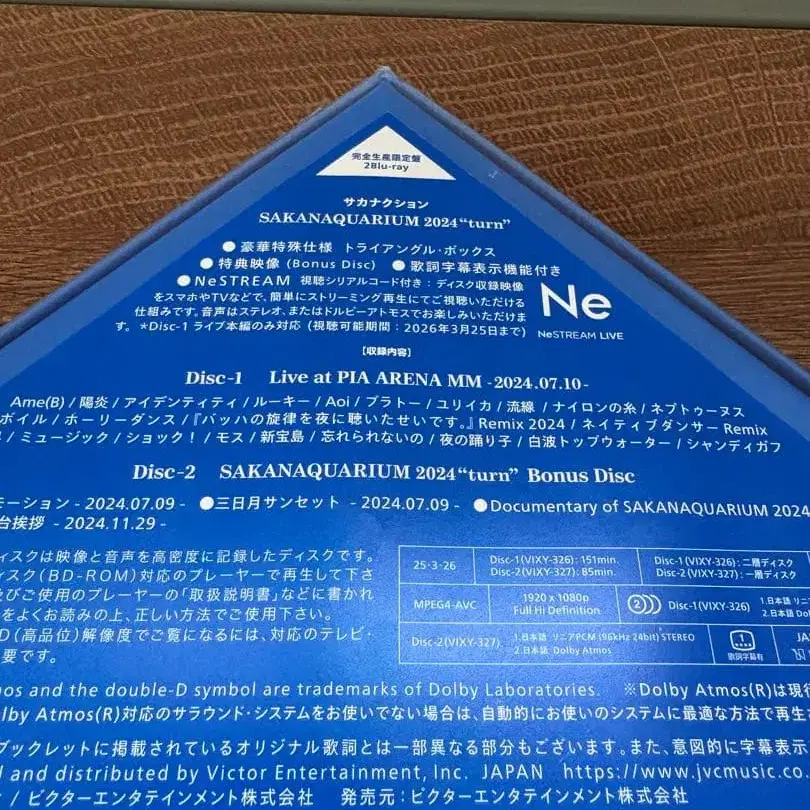 完全生産限定盤
2Blu-ray
サカナクション
SAKANAQUARIUM 2024“turn”
● 豪華特殊仕様 トライアングル・ボックス
● 特典映像 (Bonus Disc) ● 歌詞字幕表示機能付き
● NeSTREAM 視聴シリアルコード付き：ディスク収録映像
をスマホやTVなどで、簡単にストリーミング再生にてご視聴いただける
仕組みです。音声はステレオ、またはドルビーアトモスでお楽しみいただけま
す。 *Disc-1 ライブ本編のみ対応 (視聴可能期間：2026年3月25日まで)
Ne
NeSTREAM LIVE
【収録内容】
Disc-1 Live at PIA ARENA MM -2024.07.10-
Ame(B) / 陽炎 / アイデンティティ / ルーキー / Aoi / プラトー / ユリイカ / 流線 / ナイロンの糸 / ネプトゥーヌス
ボイル / ホーリーダンス / 『バッハの旋律を夜に聴いたせいです。』 Remix 2024 / ネイティブダンサー Remix
/ ミュージック / ショック！ / モス / 新宝島 / 忘れられないの / 夜の踊り子 / 白波トップウォーター / シャンディガフ
Disc-2 SAKANAQUARIUM 2024“turn” Bonus Disc
モーション - 2024.07.09 - ●三日月サンセット - 2024.07.09 - ●Documentary of SAKANAQUARIUM 2024
台挨拶 - 2024.11.29 -
ィスクは映像と音声を高密度に記録したディスクです。
スク(BD-ROM)対応のプレーヤーで再生して下さ
及びご使用のプレーヤーの「取扱説明書」などに書かれ
をよくお読みの上、正しい方法でご使用下さい。
D(高品位)解像度でご覧になるには、対応のテレビ・
要です。
25･3･26
Disc-1(VIXY-326): 151min.
Disc-2(VIXY-327): 85min.
Disc-1(VIXY-326)：二層ディスク
Disc-2(VIXY-327)：一層ディスク
MPEG4-AVC
1920 x 1080p
Full Hi Definition
2
Disc-1(VIXY-326)
1.日本語 リニ
2.日本語 Do
Disc-2(VIXY-327)
1.日本語 リニアPCM (96kHz 24bit) STEREO
2.日本語 Dolby Atmos
1
歌詞字幕有
JA
mos and the double-D symbol are trademarks of Dolby Laboratories. ※Dolby Atmos(R)は現行
lby Atmos(R)対応のサラウンド・システムをお使いでない場合は、自動的にお使いのシステムに最適な方法で再生
ブックレットに掲載されているオリジナル歌詞とは一部異なる部分もございます。また、意図的に字幕表示
l and distributed by Victor Entertainment, Inc. JAPAN https://www.jvcmusic.co.
/ ビクターエンタテインメント株式会社 発売元：ビクターエンタテインメント株式会社